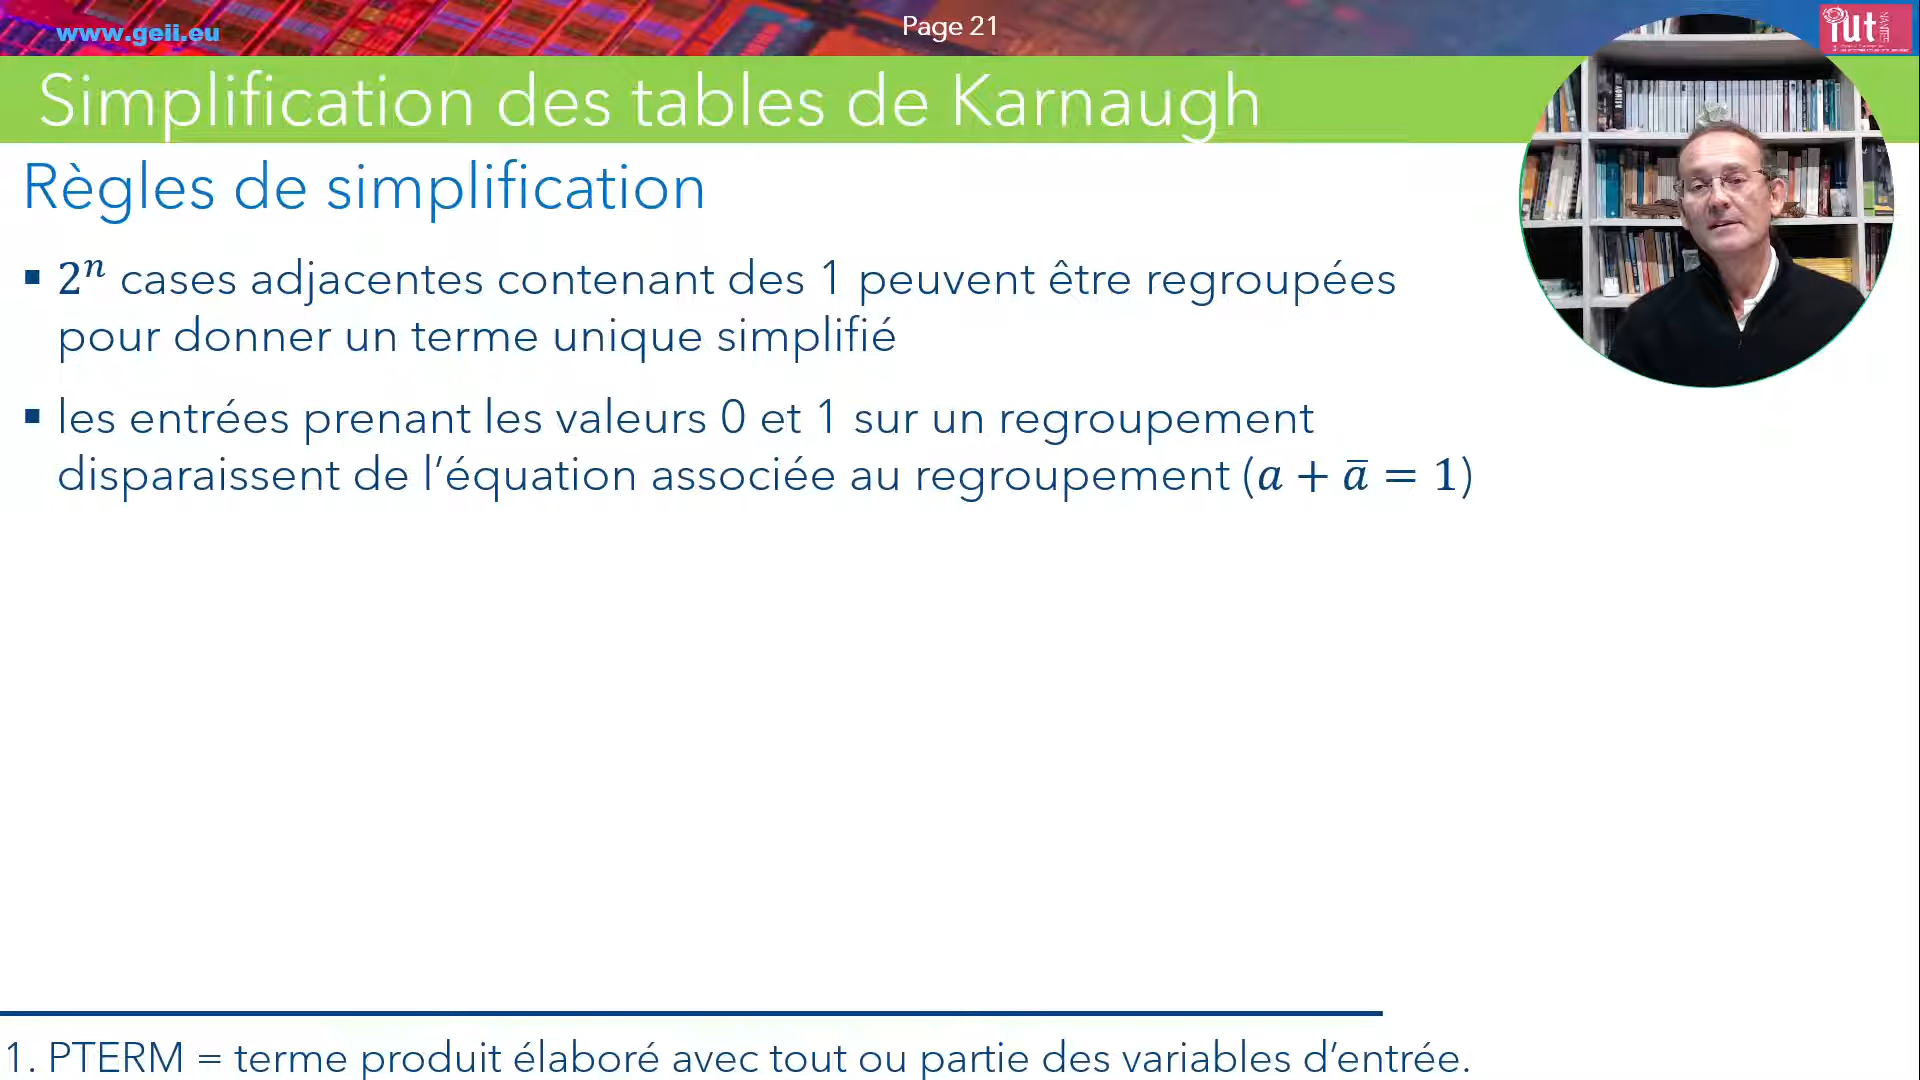 www.geii.eu
Page 21
iut
Simplification des tables de Karnaugh
Règles de simplification
▪ 2ⁿ cases adjacentes contenant des 1 peuvent être regroupées
pour donner un terme unique simplifié
▪ les entrées prenant les valeurs 0 et 1 sur un regroupement
disparaissent de l’équation associée au regroupement (a + ā = 1)
1. PTERM = terme produit élaboré avec tout ou partie des variables d’entrée.